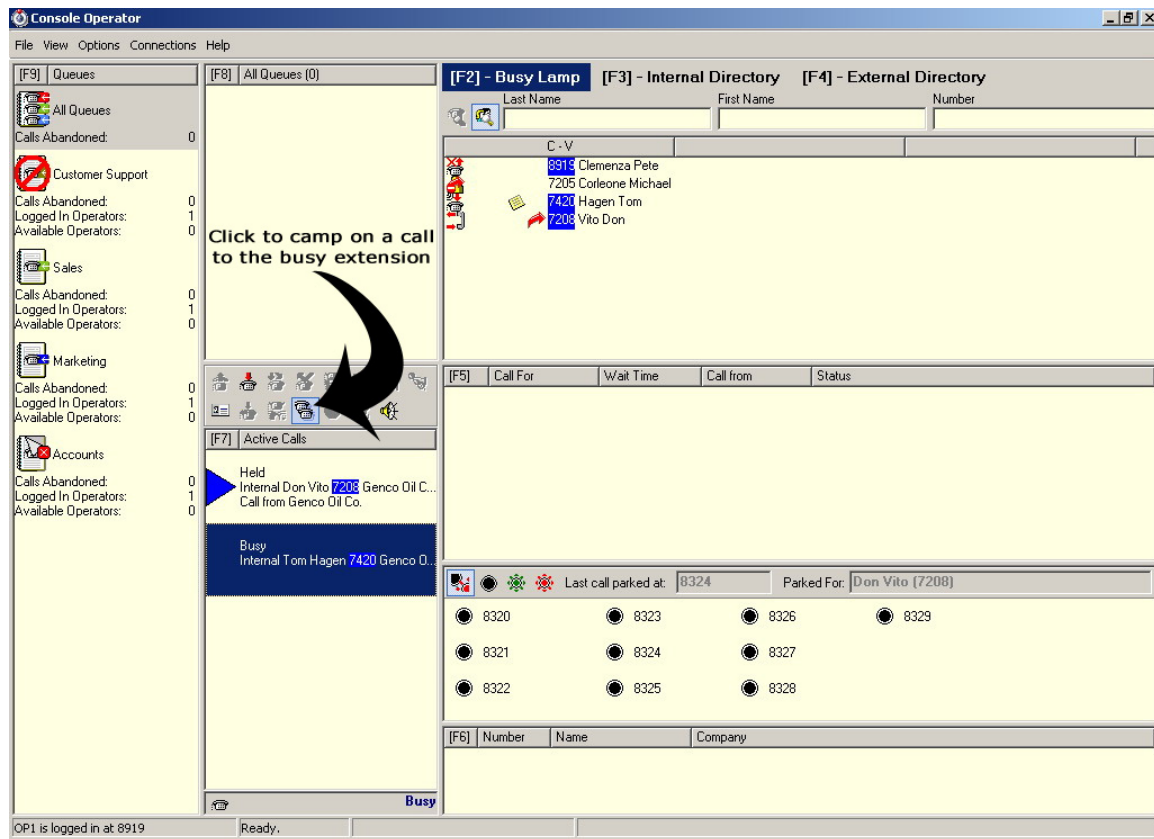 Console Operator
File View Options Connections Help
[F9] Queues
All Queues
Calls Abandoned: 0
Customer Support
Calls Abandoned: 0
Logged In Operators: 1
Available Operators: 0
Sales
Calls Abandoned: 0
Logged In Operators: 1
Available Operators: 0
Marketing
Calls Abandoned: 0
Logged In Operators: 1
Available Operators: 0
Accounts
Calls Abandoned: 0
Logged In Operators: 1
Available Operators: 0
[F8] All Queues (0)
Click to camp on a call
to the busy extension
[F7] Active Calls
Held
Internal Don Vito 7208 Genco Oil C...
Call from Genco Oil Co.
Busy
Internal Tom Hagen 7420 Genco O...
Busy
[F2] - Busy Lamp [F3] - Internal Directory [F4] - External Directory
Last Name First Name Number
C - V
8919 Clemenza Pete
7205 Corleone Michael
7420 Hagen Tom
7208 Vito Don
[F5] Call For Wait Time Call from Status
Last call parked at: 8324 Parked For: Don Vito (7208)
8320 8323 8326 8329
8321 8324 8327
8322 8325 8328
[F6] Number Name Company
OP1 is logged in at 8919 Ready.